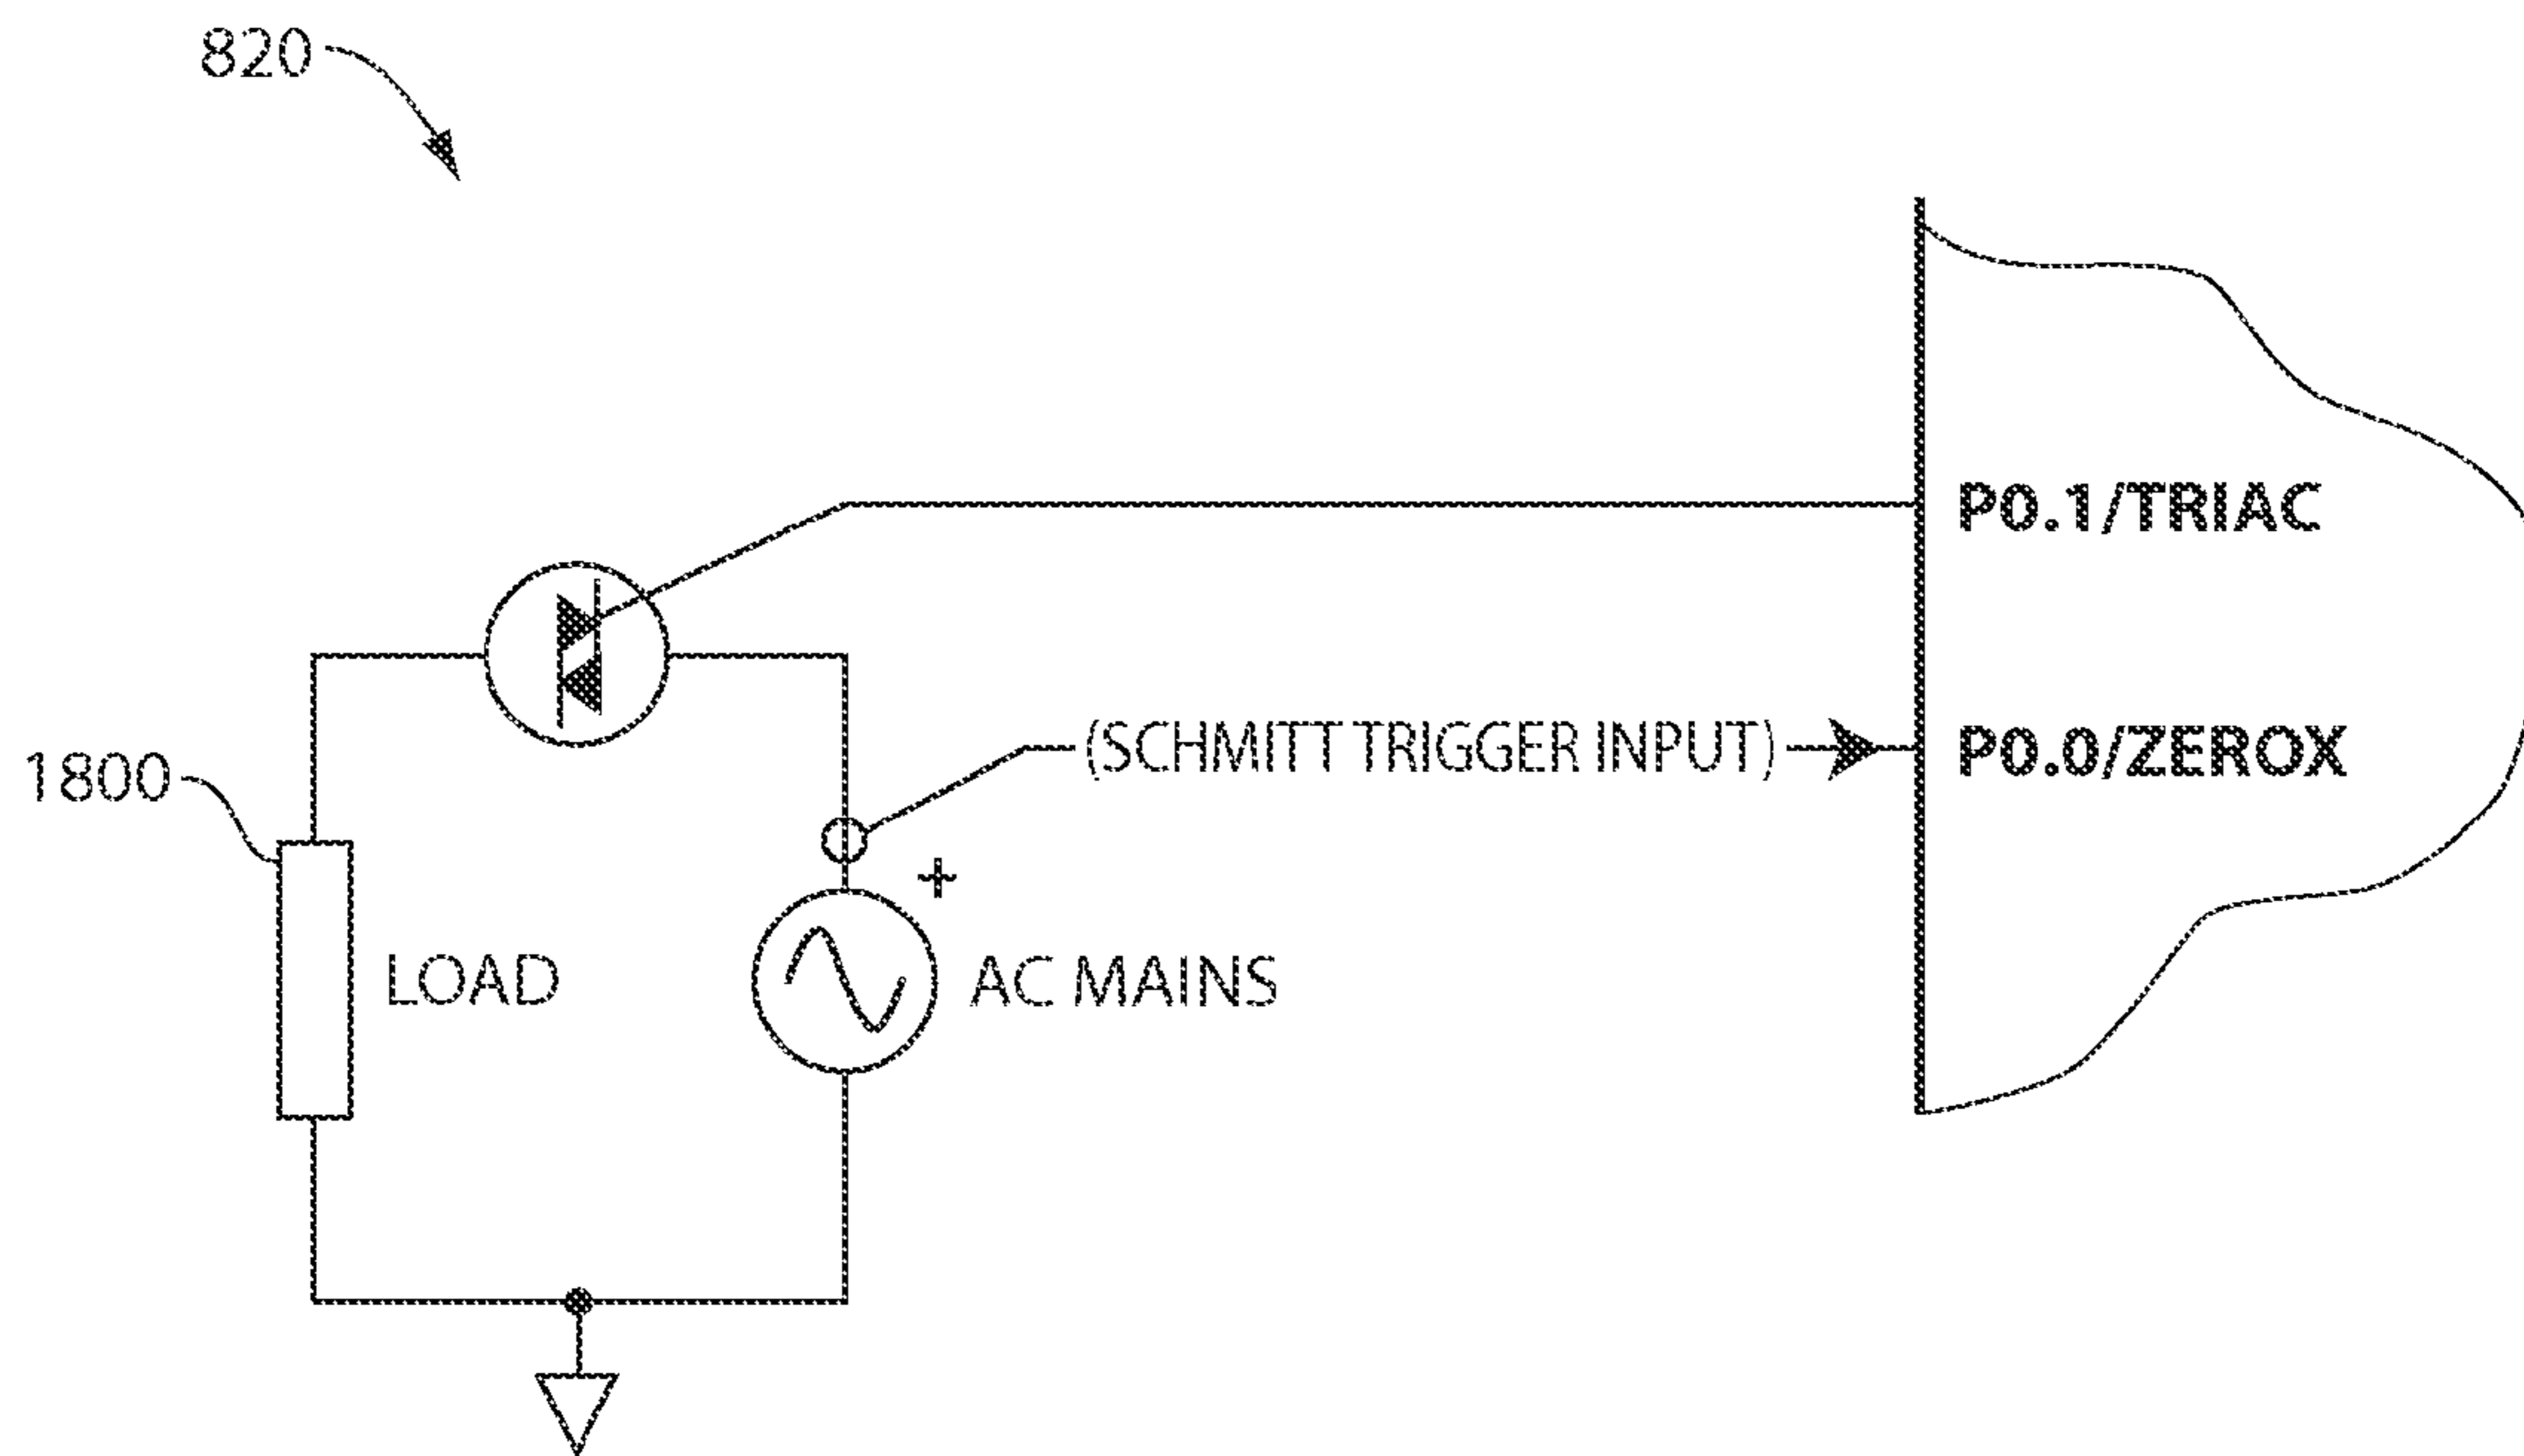 820
P0.1/TRIAC
(SCHMITT TRIGGER INPUT)
P0.0/ZEROX
1800
+
LOAD
AC MAINS